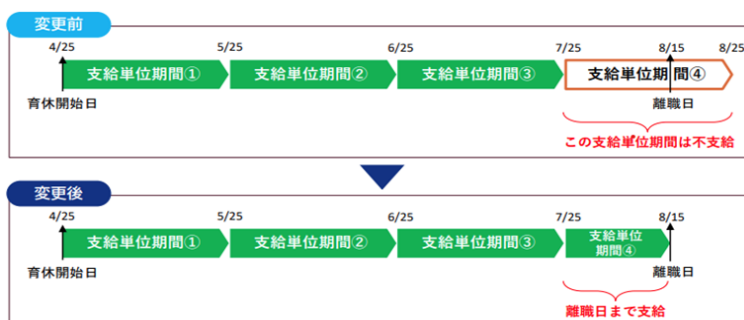 変更前
4/25 5/25 6/25 7/25 8/15 8/25
支給単位期間① 支給単位期間② 支給単位期間③ 支給単位期間④
育休開始日 離職日
この支給単位期間は不支給
変更後
4/25 5/25 6/25 7/25 8/15
支給単位期間① 支給単位期間② 支給単位期間③ 支給単位
期間④
育休開始日 離職日
離職日まで支給